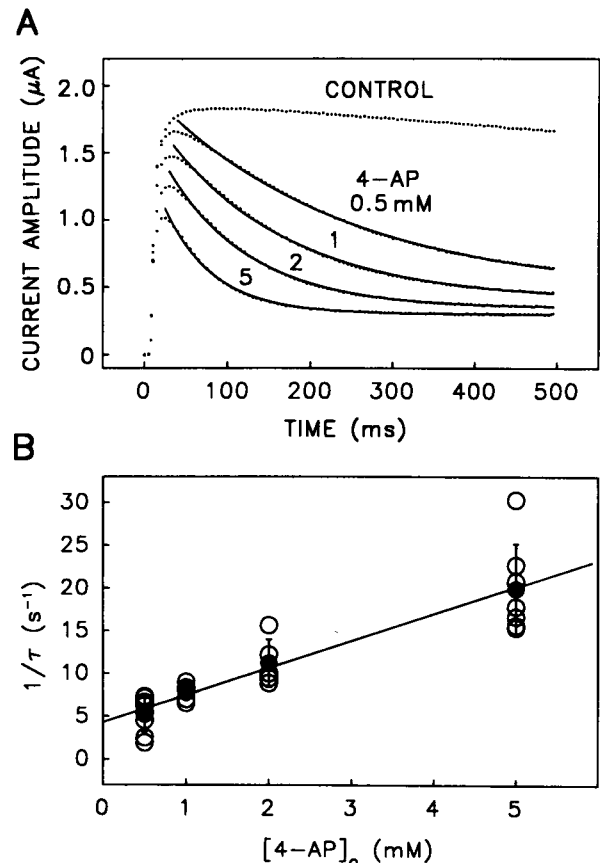 A
CURRENT AMPLITUDE (μA)
2.0
1.5
1.0
0.5
0
CONTROL
4-AP
0.5 mM
1
2
5
0 100 200 300 400 500
TIME (ms)
B
1/τ (s⁻¹)
30
25
20
15
10
5
0
0 1 2 3 4 5
[4-AP]ₒ (mM)